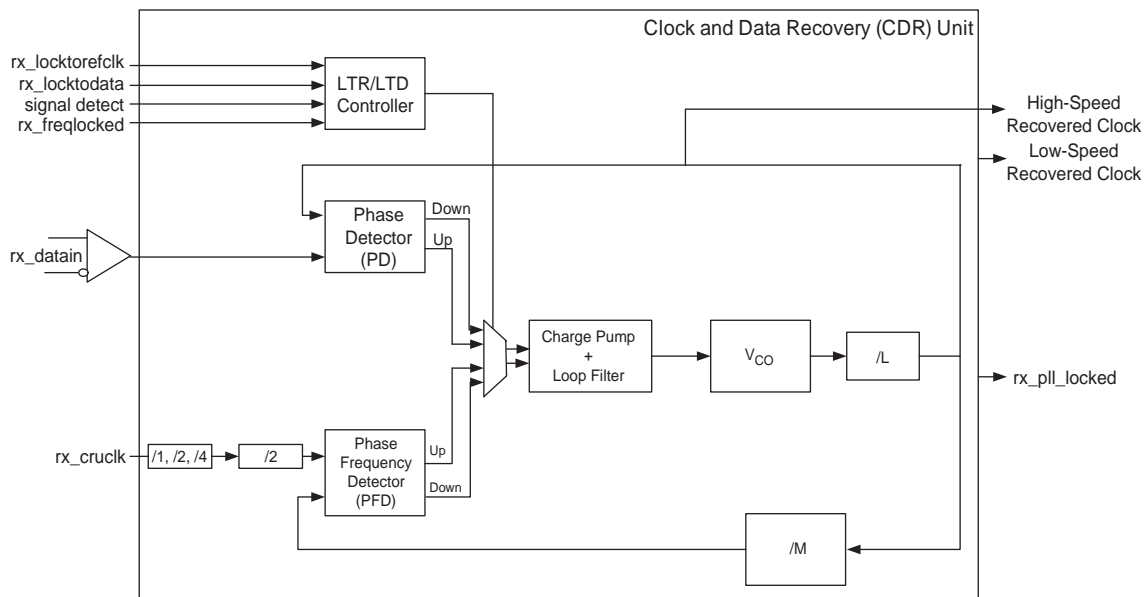 Clock and Data Recovery (CDR) Unit
rx_locktorefclk
rx_locktodata
signal detect
rx_freqlocked
LTR/LTD
Controller
High-Speed
Recovered Clock
Low-Speed
Recovered Clock
rx_datain
Phase
Detector
(PD)
Down
Up
Charge Pump
+
Loop Filter
VCO
/L
rx_pll_locked
rx_cruclk
/1, /2, /4
/2
Phase
Frequency
Detector
(PFD)
Up
Down
/M